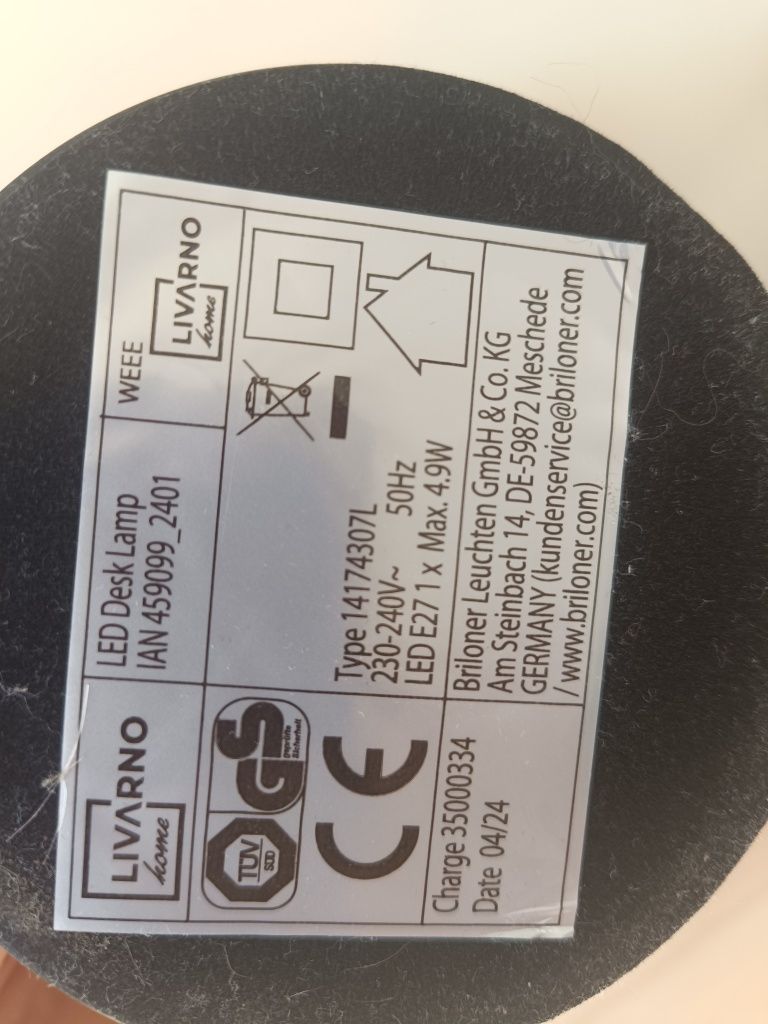 LIVARNO
home
LED Desk Lamp
IAN 459099_2401
WEEE
LIVARNO
home
TÜV
SÜD
GS
geprüfte
Sicherheit
CE
Type 14174307L
230-240V~ 50Hz
LED E27 1 x Max. 4.9W
Charge 35000334
Date 04/24
Briloner Leuchten GmbH & Co. KG
Am Steinbach 14, DE-59872 Meschede
GERMANY (kundenservice@briloner.com
/ www.briloner.com)